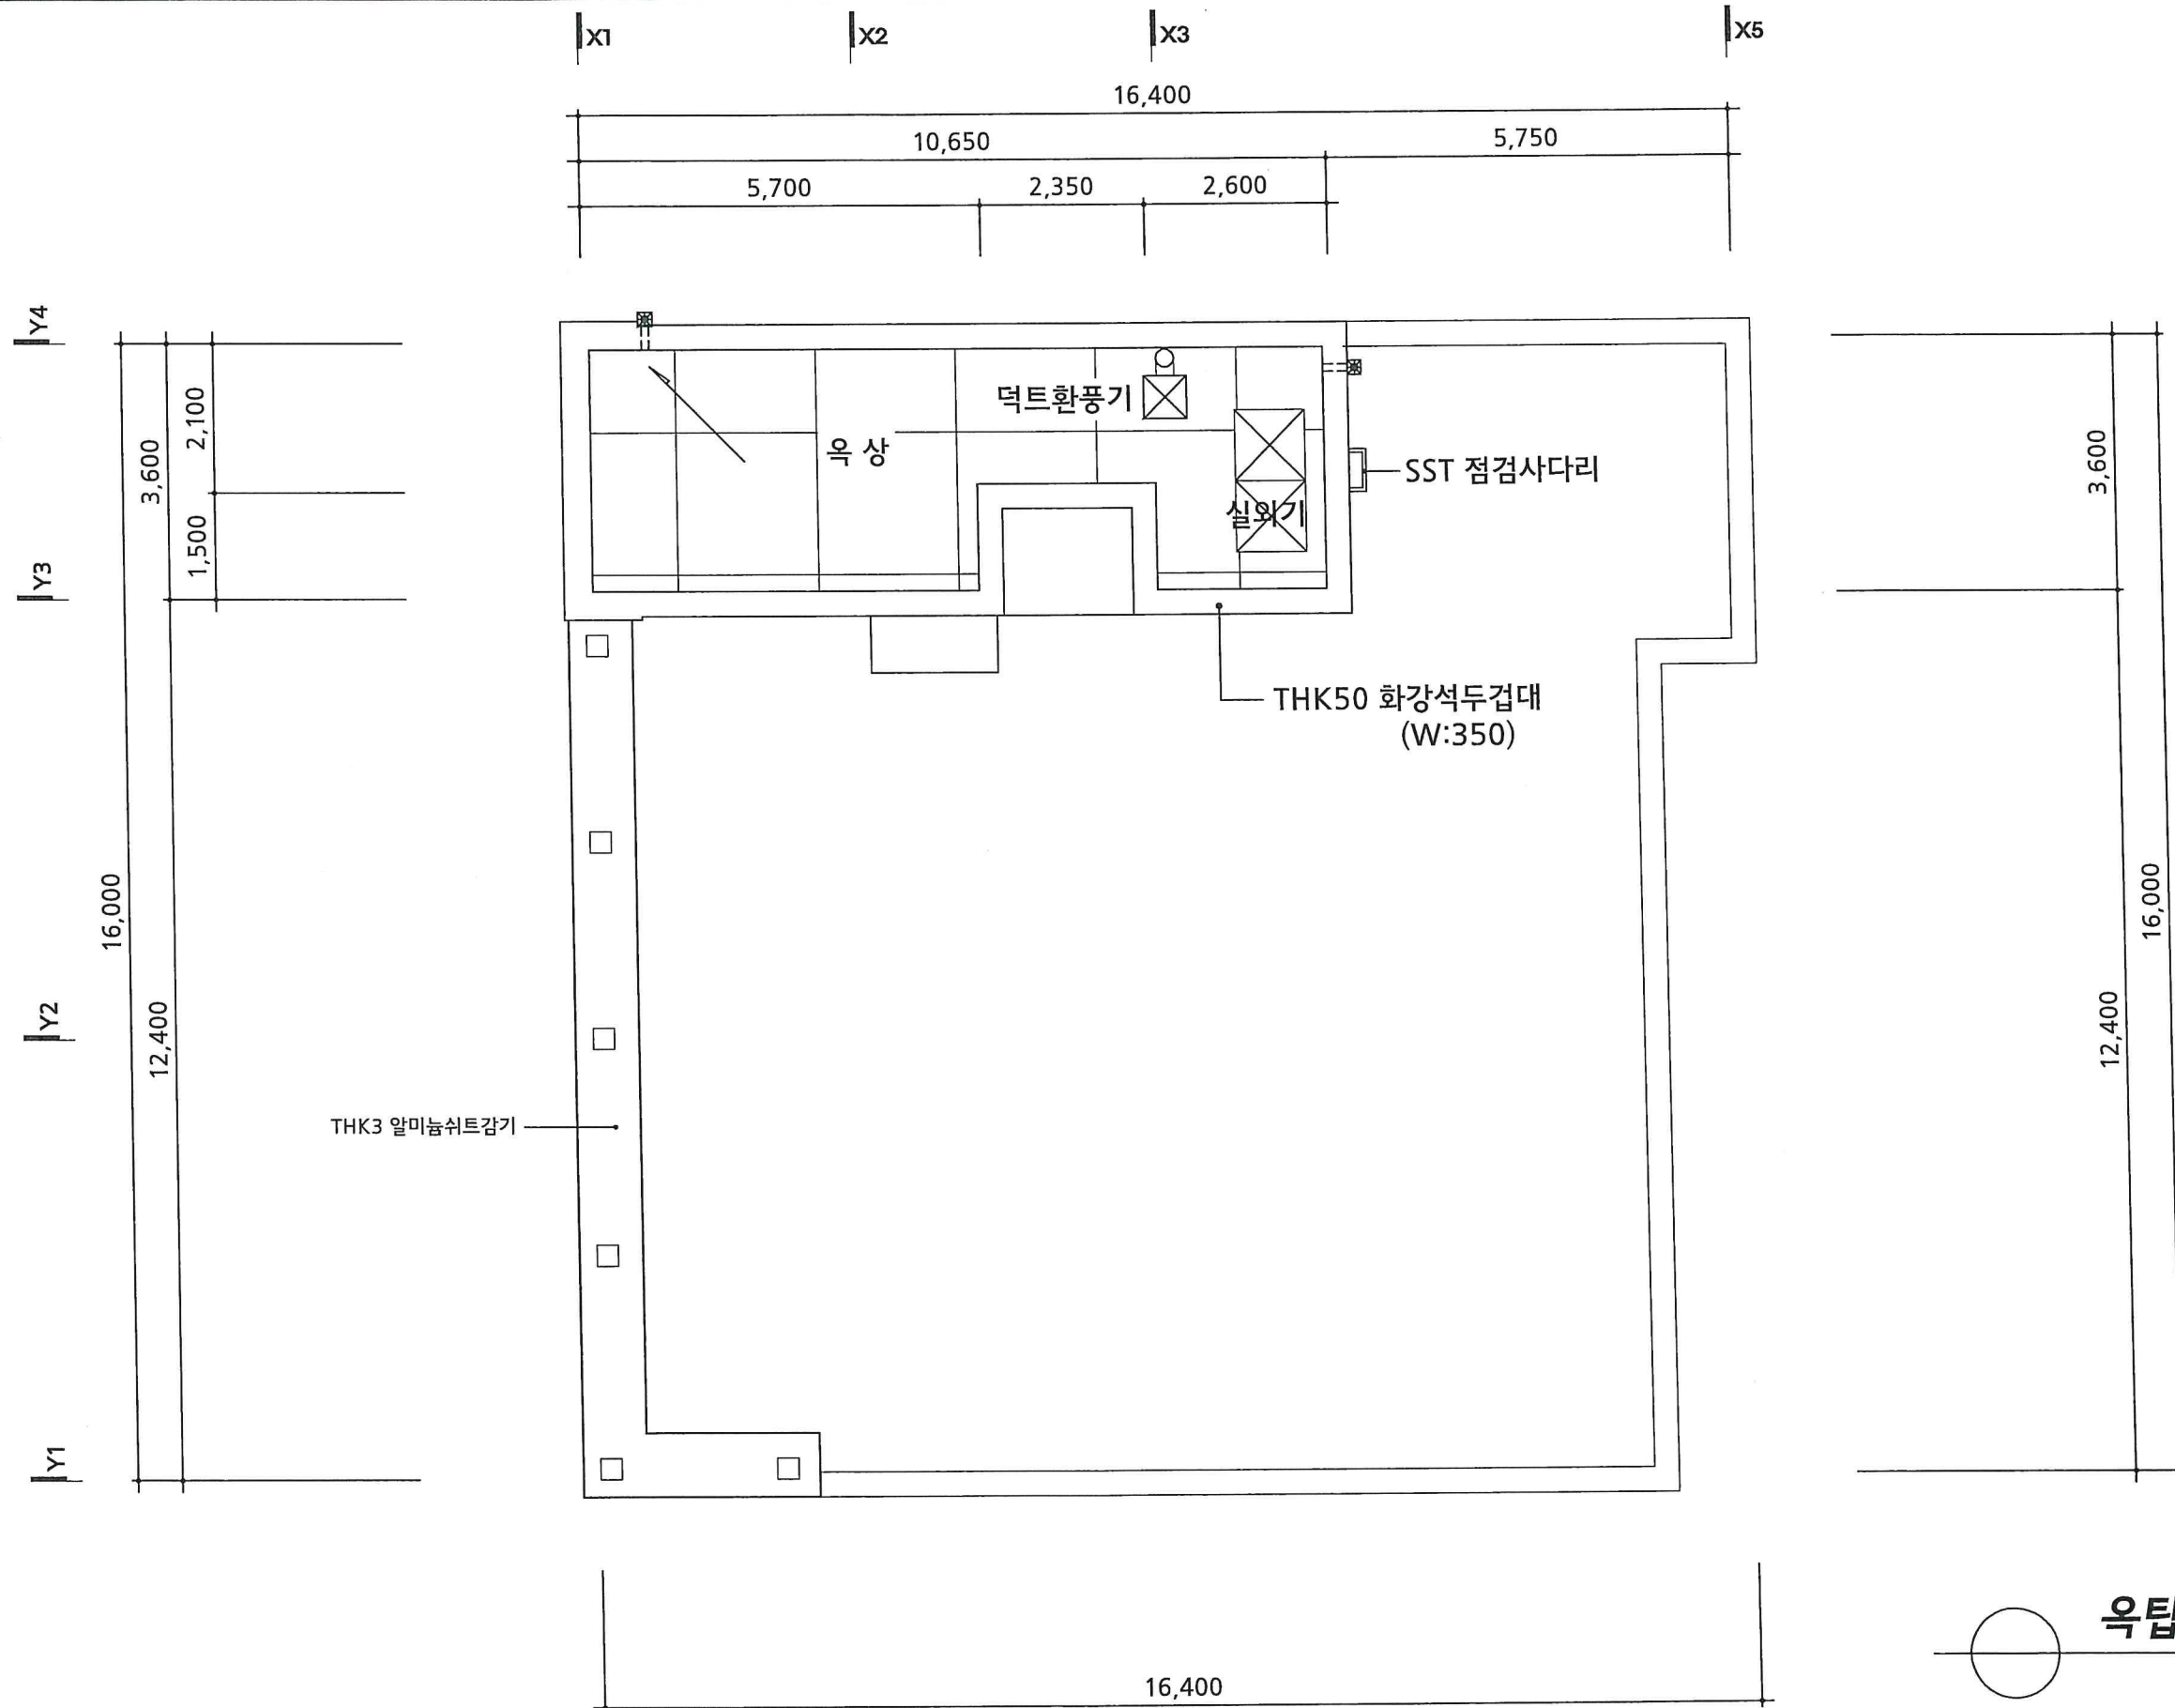 X1
X2
X3
X5
16,400
10,650
5,750
5,700
2,350
2,600
Y4
Y3
Y2
Y1
2,100
3,600
1,500
16,000
12,400
덕트환풍기
옥 상
실외기
SST 점검사다리
THK50 화강석두겁대
(W:350)
THK3 알미늄쉬트감기
3,600
16,000
12,400
16,400
옥탑